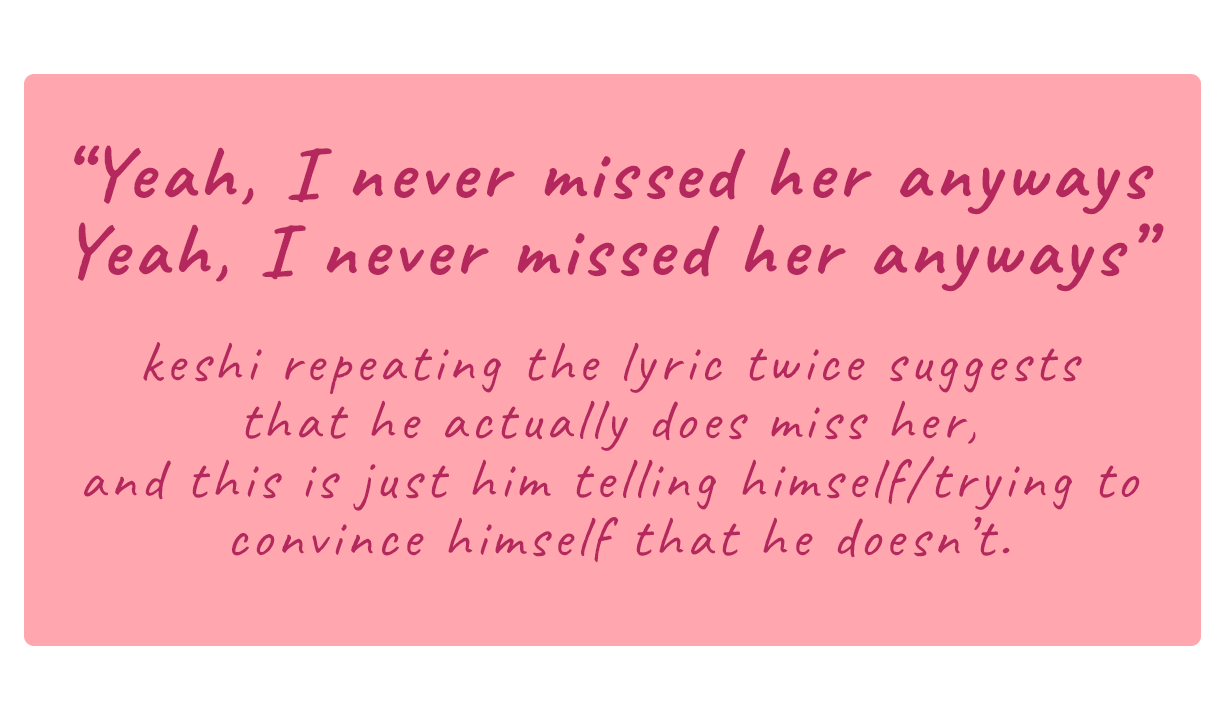 “Yeah, I never missed her anyways
Yeah, I never missed her anyways”
keshi repeating the lyric twice suggests
that he actually does miss her,
and this is just him telling himself/trying to
convince himself that he doesn’t.